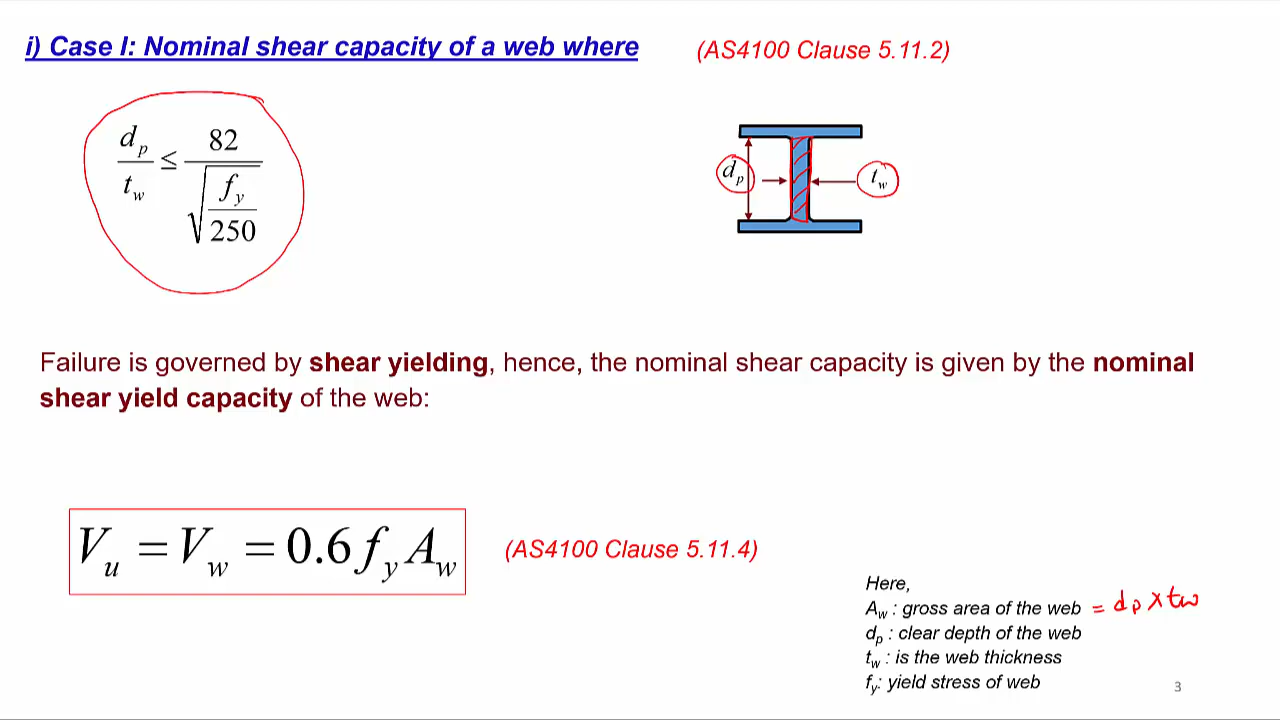 i) Case I: Nominal shear capacity of a web where (AS4100 Clause 5.11.2)
d_p / t_w ≤ 82 / √(f_y / 250)
d_p
t_w
Failure is governed by shear yielding, hence, the nominal shear capacity is given by the nominal
shear yield capacity of the web:
V_u = V_w = 0.6 f_y A_w (AS4100 Clause 5.11.4)
Here,
A_w : gross area of the web = d_p x t_w
d_p : clear depth of the web
t_w : is the web thickness
f_y: yield stress of web
3